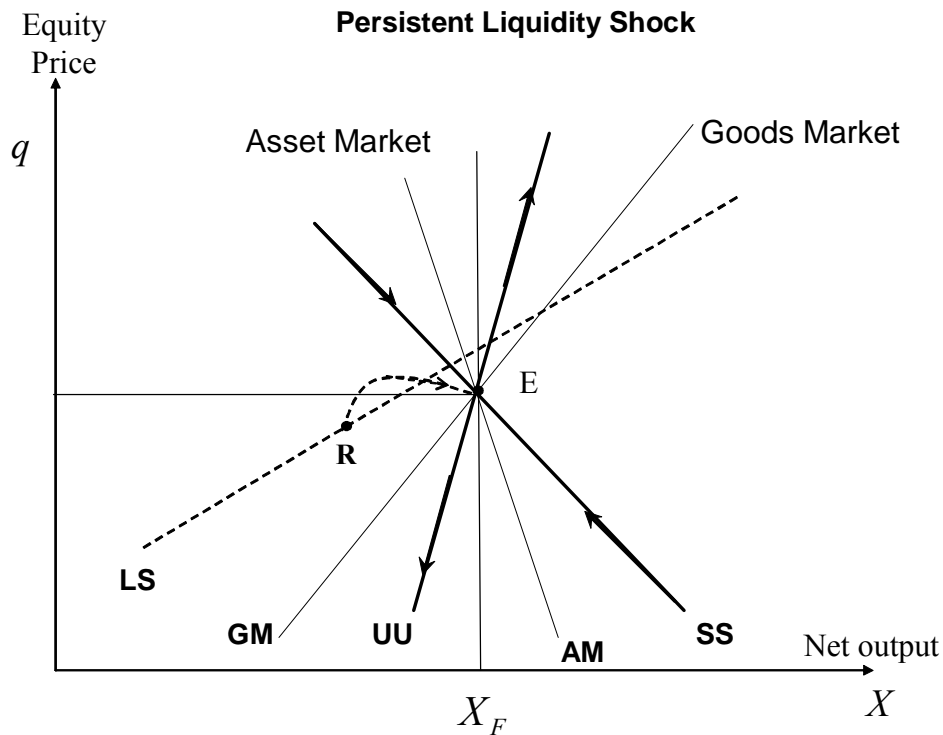 Persistent Liquidity Shock
Equity
Price
q
Asset Market
Goods Market
E
R
LS
GM
UU
AM
SS
Net output
X
X_F